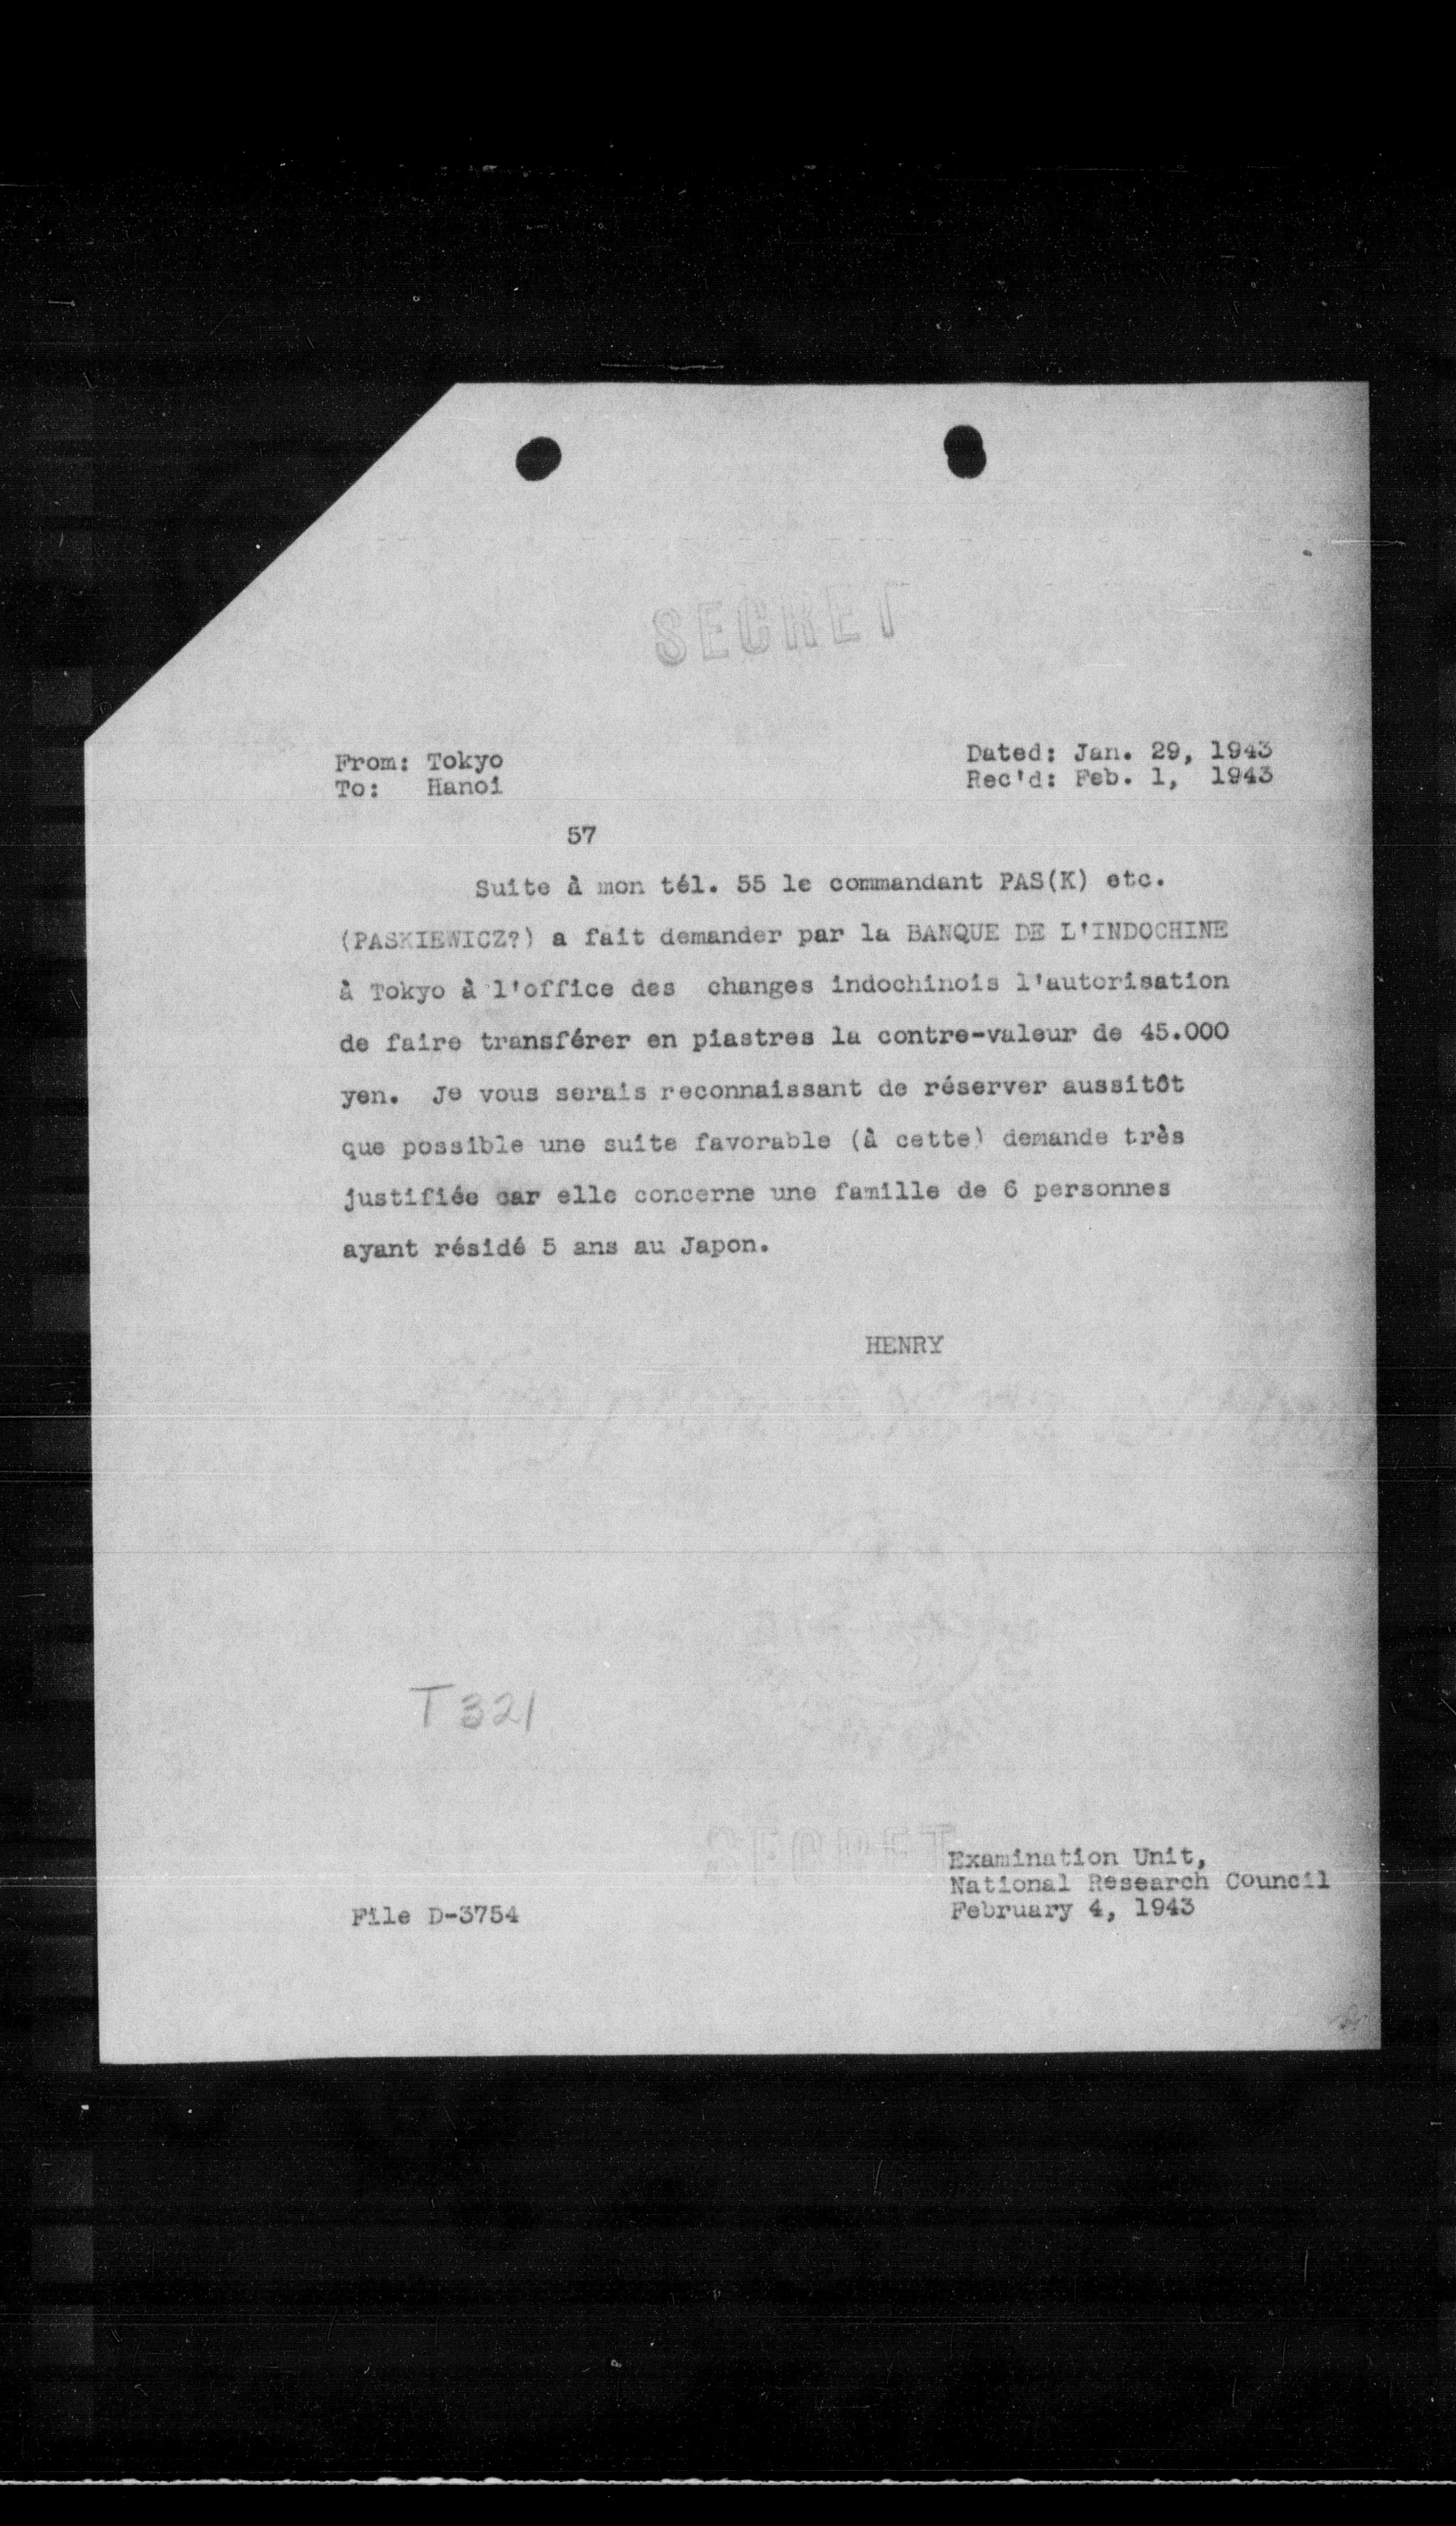 SECRET
From: Tokyo
To: Hanoi
Dated: Jan. 29, 1943
Rec'd: Feb. 1, 1943
57
Suite à mon tél. 55 le commandant PAS(K) etc.
(PASKIEWICZ?) a fait demander par la BANQUE DE L'INDOCHINE
à Tokyo à l'office des changes indochinois l'autorisation
de faire transférer en piastres la contre-valeur de 45.000
yen. Je vous serais reconnaissant de réserver aussitôt
que possible une suite favorable (à cette) demande très
justifiée car elle concerne une famille de 6 personnes
ayant résidé 5 ans au Japon.
HENRY
T321
SECRET
Examination Unit,
National Research Council
February 4, 1943
File D-3754